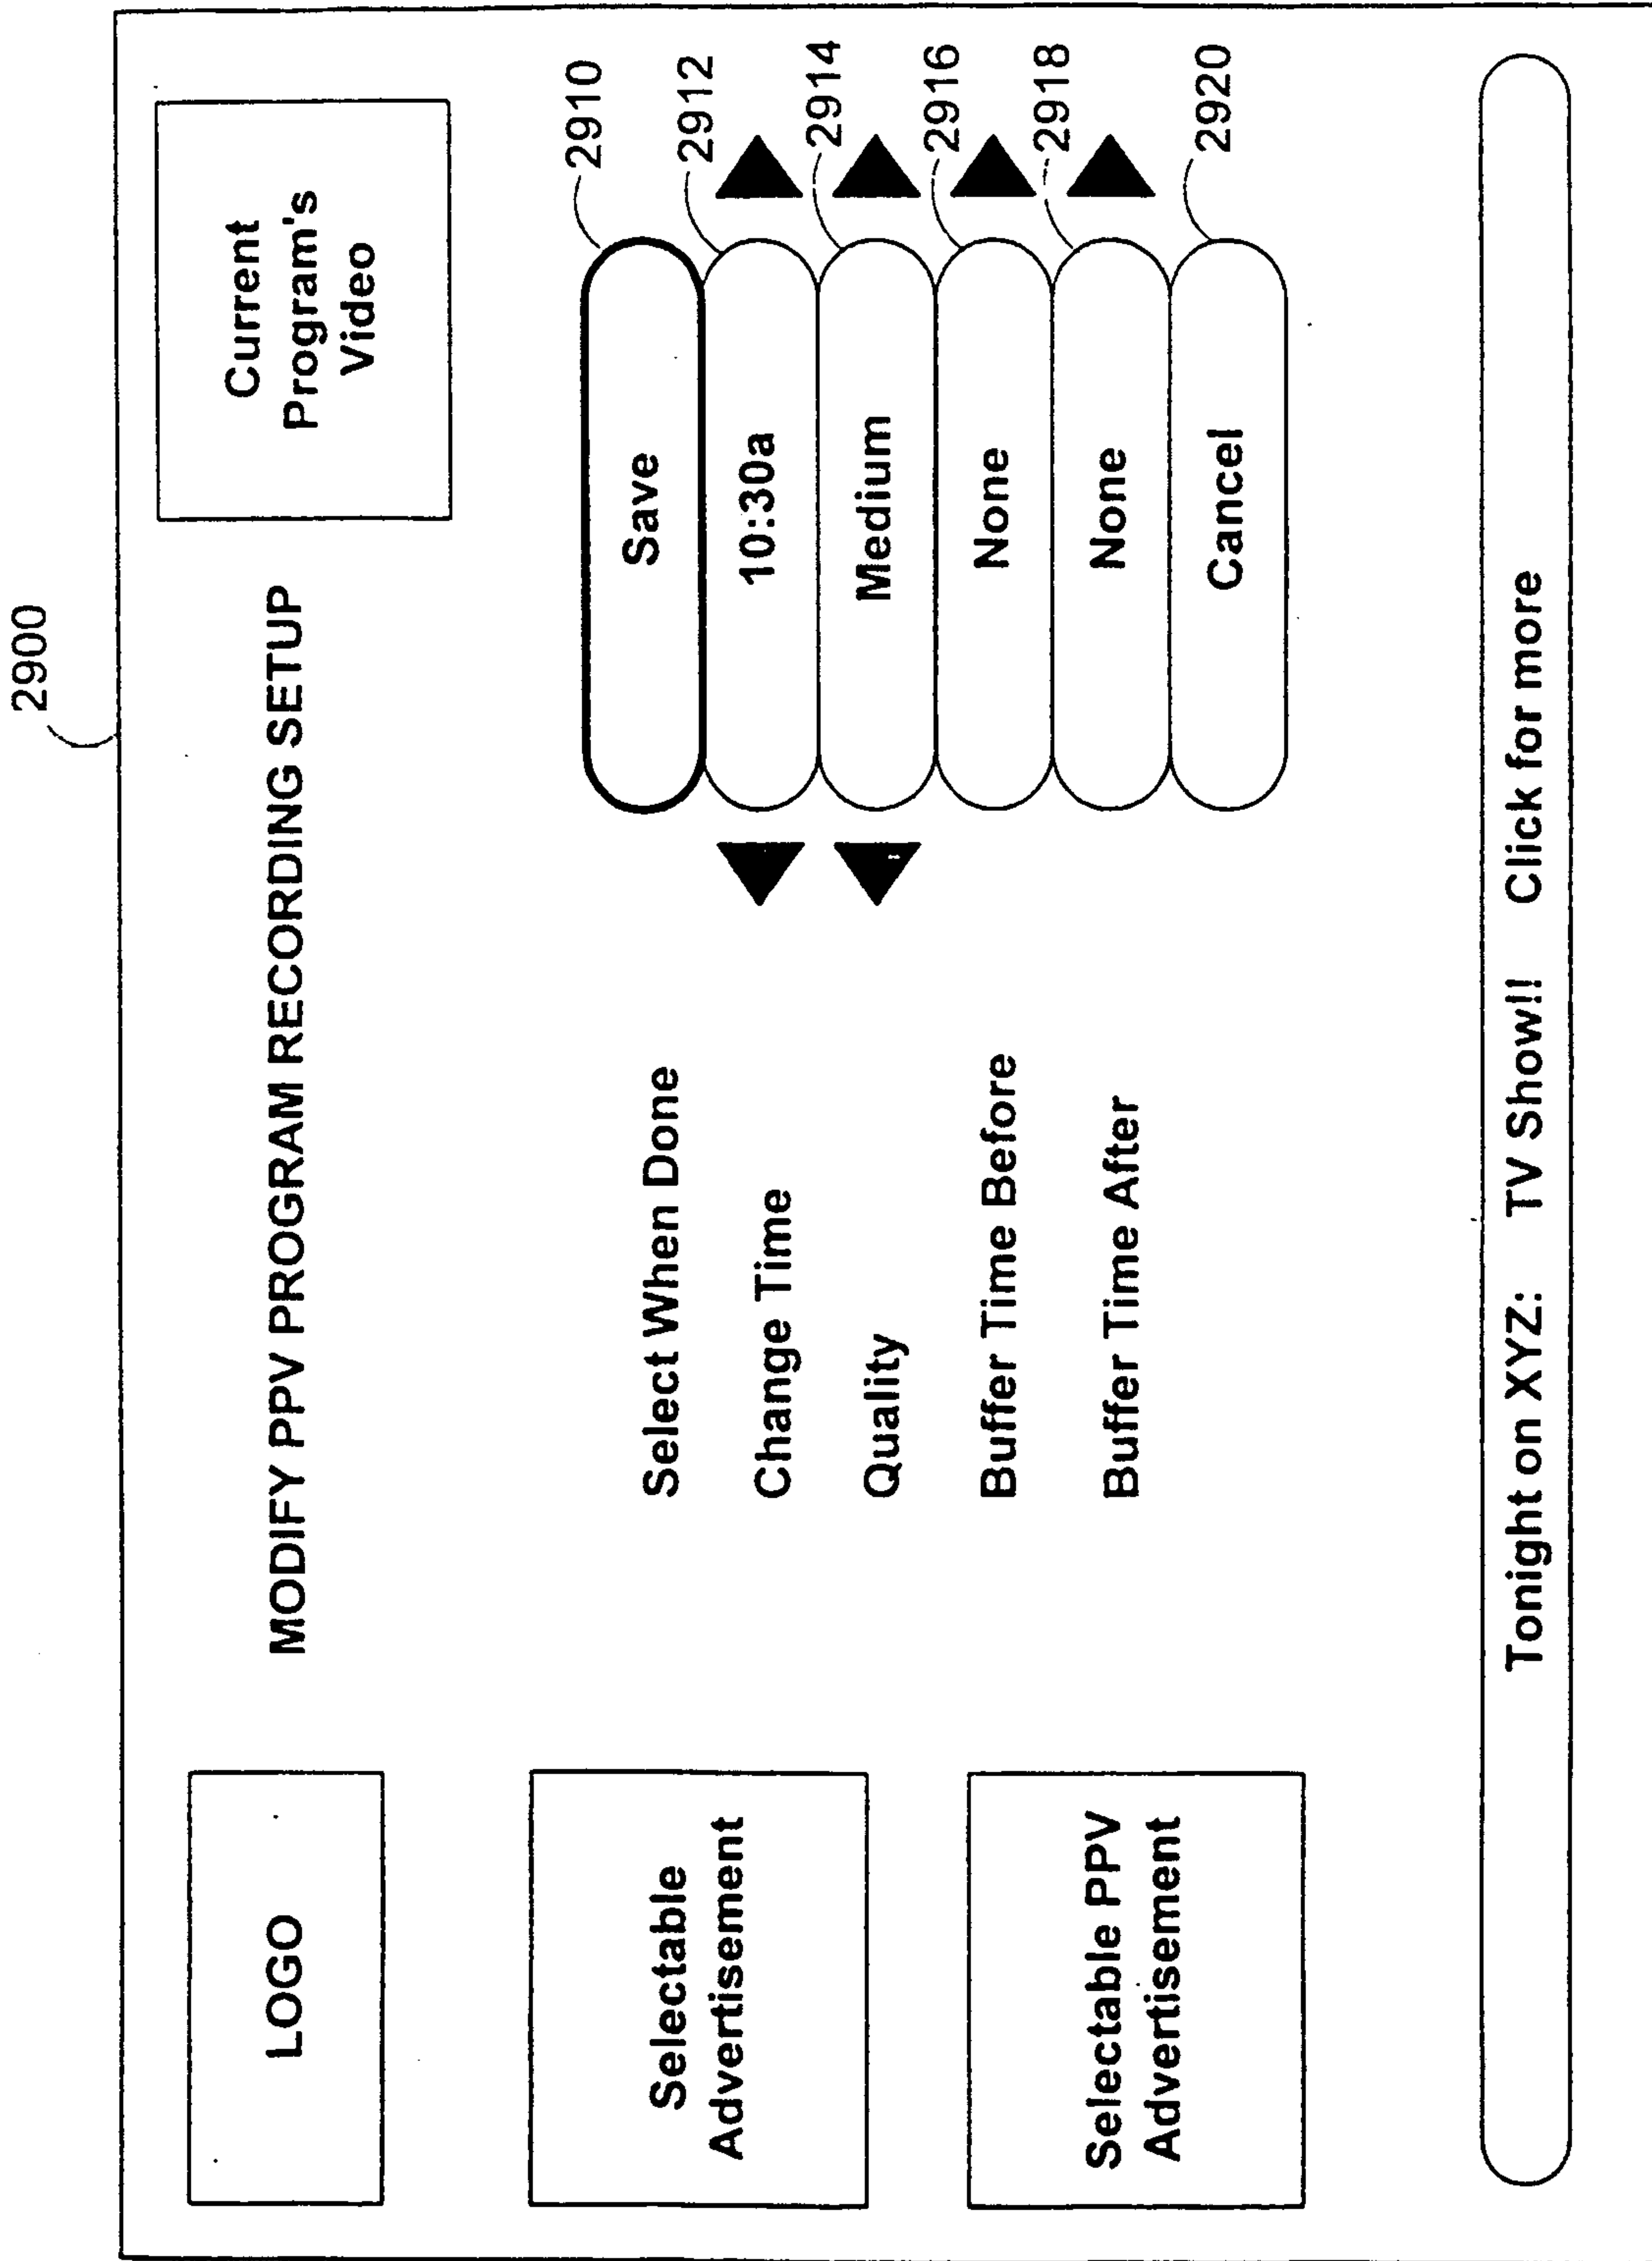 2900
LOGO
MODIFY PPV PROGRAM RECORDING SETUP
Current
Program's
Video
Selectable
Advertisement
Selectable PPV
Advertisement
Select When Done
Save
2910
Change Time
10:30a
2912
Quality
Medium
2914
Buffer Time Before
None
2916
Buffer Time After
None
2918
Cancel
2920
Tonight on XYZ: TV Show!! Click for more